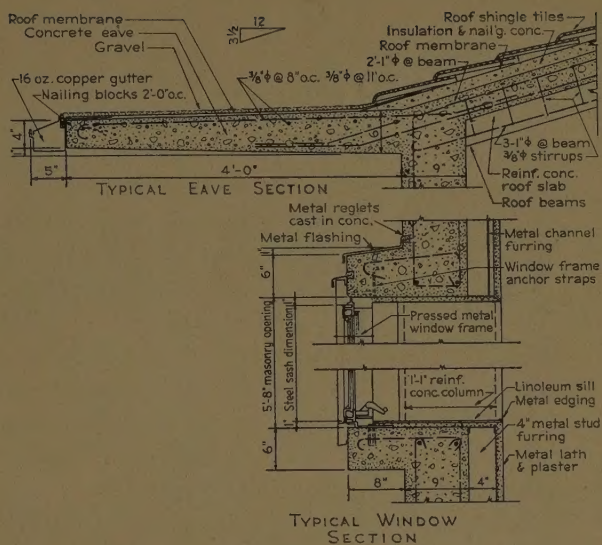 Roof membrane
Concrete eave
Gravel
16 oz. copper gutter
Nailing blocks 2'-0" o.c.
12
3½
Roof shingle tiles
Insulation & nail'g. conc.
Roof membrane
2'-1"ϕ @ beam
⅜"ϕ @ 8" o.c. ⅜"ϕ @ 11" o.c.
4"
1"
5"
4'-0"
6"
9"
3-1"ϕ @ beam
⅜"ϕ stirrups
Reinf. conc.
roof slab
Roof beams
TYPICAL EAVE SECTION
Metal reglets
cast in conc.
Metal flashing
Metal channel
furring
Window frame
anchor straps
1"
6"
5'-8" masonry opening
1"
Steel sash dimension
1"
6"
Pressed metal
window frame
1'-1" reinf.
conc. column
Linoleum sill
Metal edging
4" metal stud
furring
Metal lath
& plaster
8"
9"
4"
TYPICAL WINDOW
SECTION